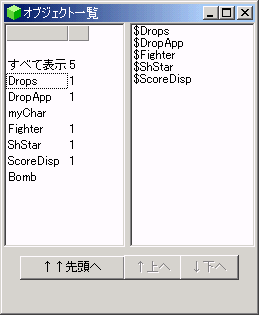 オブジェクト一覧
すべて表示 5
Drops 1
DropApp 1
myChar
Fighter 1
ShStar 1
ScoreDisp 1
Bomb
$Drops
$DropApp
$Fighter
$ShStar
$ScoreDisp
↑↑先頭へ ↑上へ ↓下へ